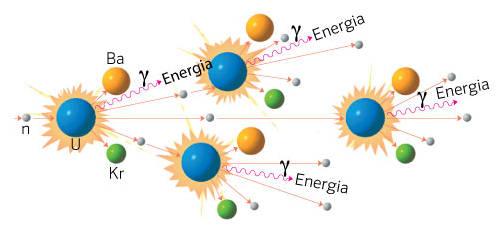 γ Energia
Ba
γ Energia
γ Energia
n
U
Kr
γ Energia